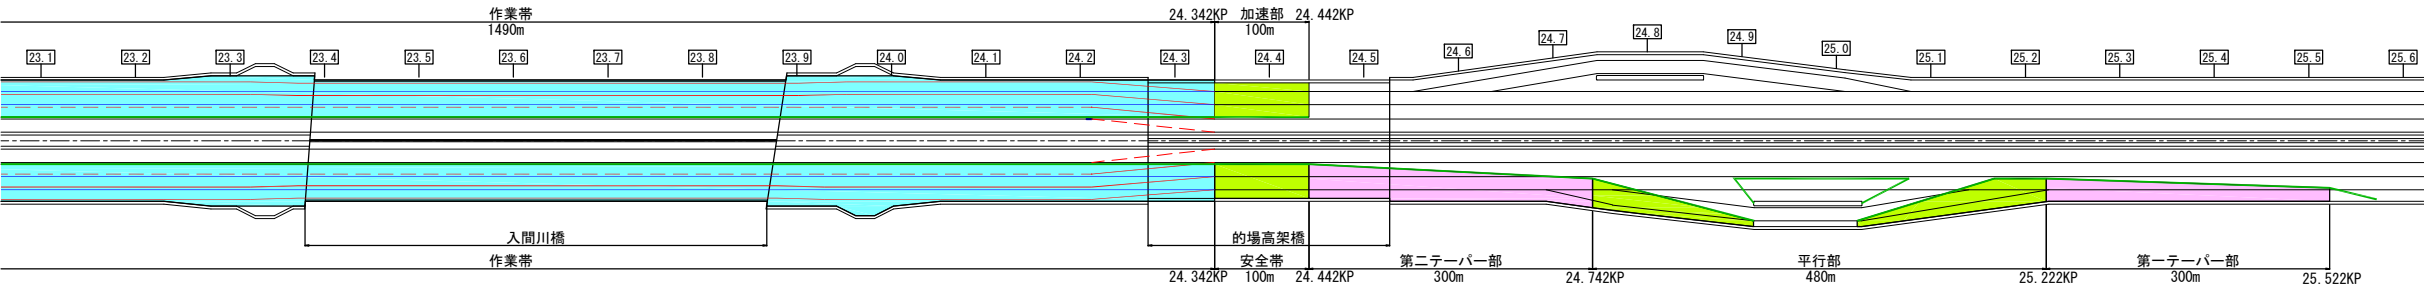 作業帯 24.342KP 加速部 24.442KP
1490m 100m
23.1 23.2 23.3 23.4 23.5 23.6 23.7 23.8 23.9 24.0 24.1 24.2 24.3 24.4 24.5 24.6 24.7 24.8 24.9 25.0 25.1 25.2 25.3 25.4 25.5 25.6
入間川橋 的場高架橋
作業帯 安全帯 第二テーパー部 平行部 第一テーパー部
24.342KP 100m 24.442KP 300m 24.742KP 480m 25.222KP 300m 25.522KP